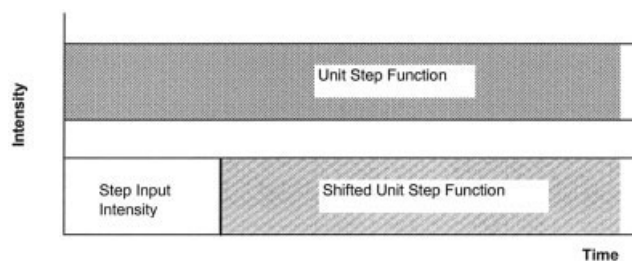 Unit Step Function
Intensity
Step Input
Intensity
Shifted Unit Step Function
Time